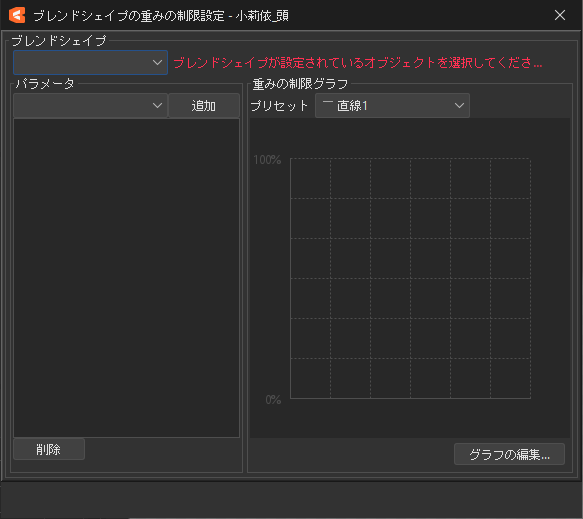 ブレンドシェイプの重みの制限設定 - 小莉依_頭
ブレンドシェイプ
ブレンドシェイプが設定されているオブジェクトを選択してくださ...
パラメータ
追加
削除
重みの制限グラフ
プリセット 直線1
100%
0%
グラフの編集...